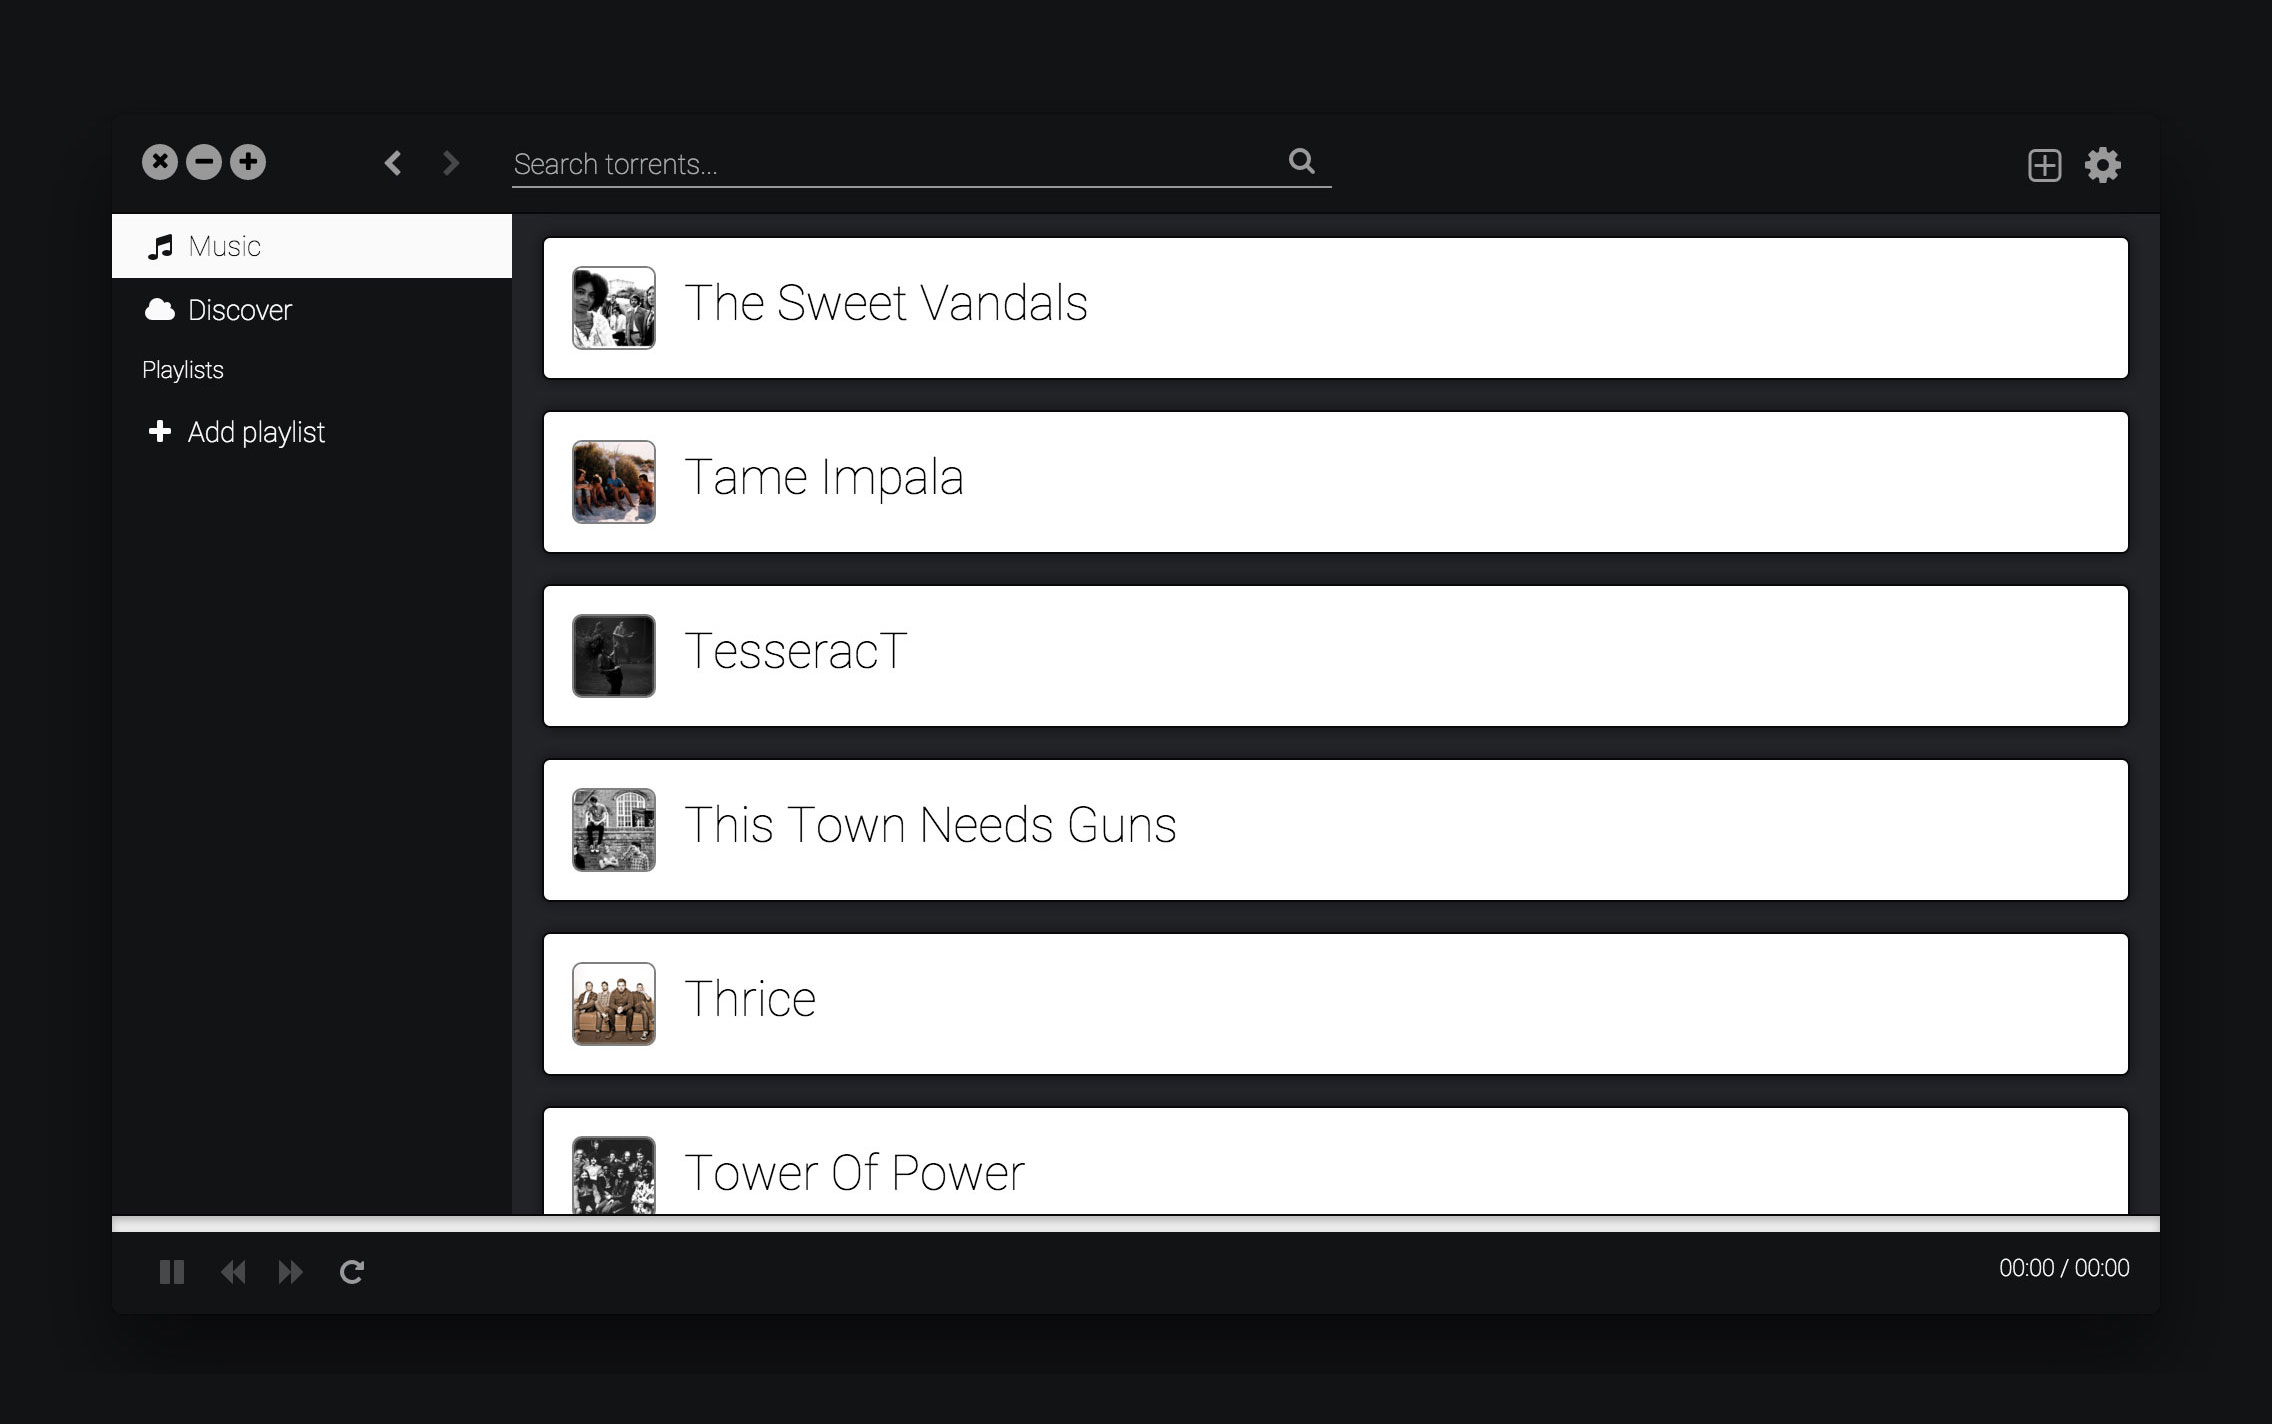 Search torrents...
Music
Discover
Playlists
Add playlist
The Sweet Vandals
Tame Impala
TesseracT
This Town Needs Guns
Thrice
Tower Of Power
00:00 / 00:00